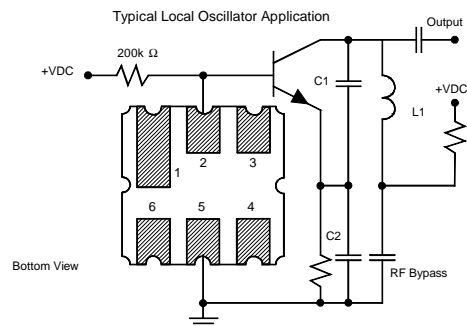 Typical Local Oscillator Application
Output
200k Ω
+VDC
C1
+VDC
L1
1
2
3
6
5
4
C2
Bottom View
RF Bypass